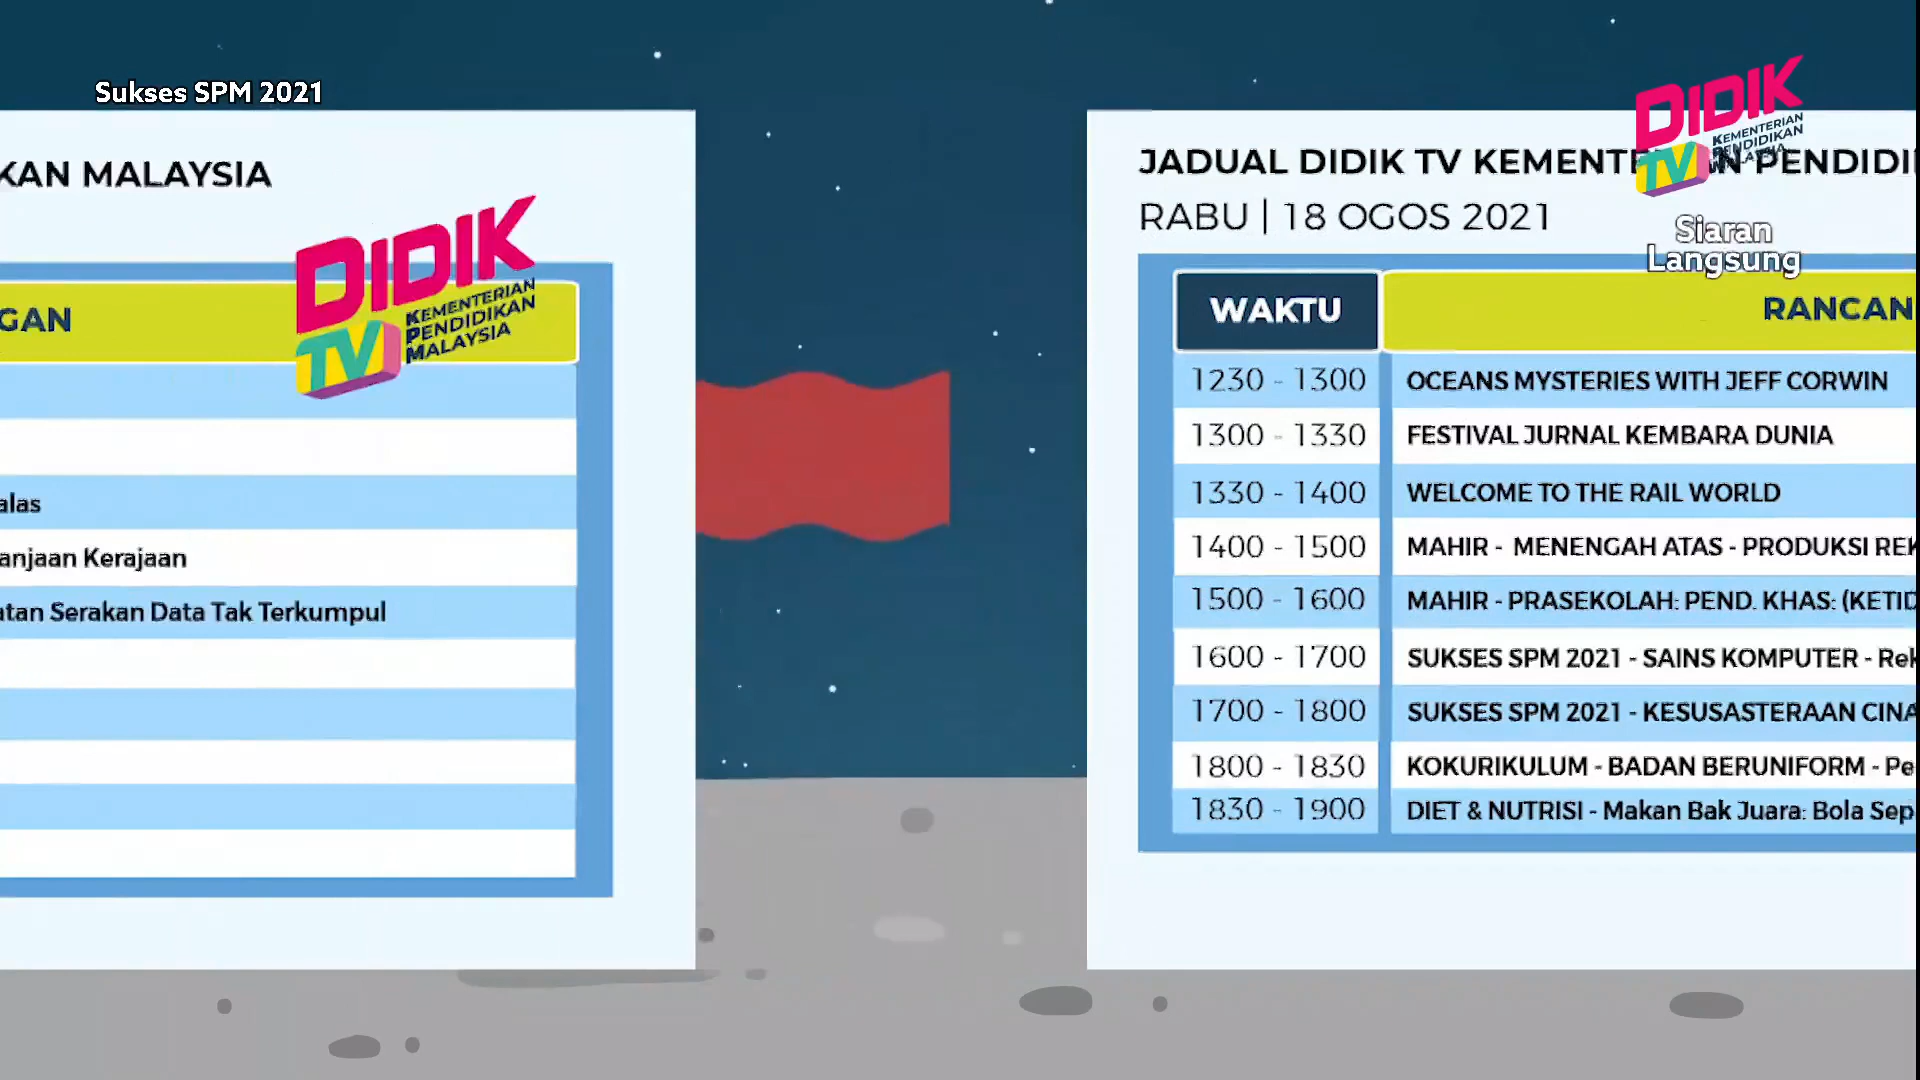 Sukses SPM 2021
KAN MALAYSIA
DIDIK
TV
KEMENTERIAN
PENDIDIKAN
MALAYSIA
GAN
alas
anjaan Kerajaan
atan Serakan Data Tak Terkumpul
DIDIK
TV
KEMENTERIAN
PENDIDIKAN
MALAYSIA
Siaran
Langsung
JADUAL DIDIK TV KEMENTE N PENDIDI
RABU | 18 OGOS 2021
WAKTU RANCAN
1230 - 1300 OCEANS MYSTERIES WITH JEFF CORWIN
1300 - 1330 FESTIVAL JURNAL KEMBARA DUNIA
1330 - 1400 WELCOME TO THE RAIL WORLD
1400 - 1500 MAHIR - MENENGAH ATAS - PRODUKSI REK
1500 - 1600 MAHIR - PRASEKOLAH: PEND. KHAS: (KETID
1600 - 1700 SUKSES SPM 2021 - SAINS KOMPUTER - Rek
1700 - 1800 SUKSES SPM 2021 - KESUSASTERAAN CINA
1800 - 1830 KOKURIKULUM - BADAN BERUNIFORM - Pe
1830 - 1900 DIET & NUTRISI - Makan Bak Juara: Bola Sep